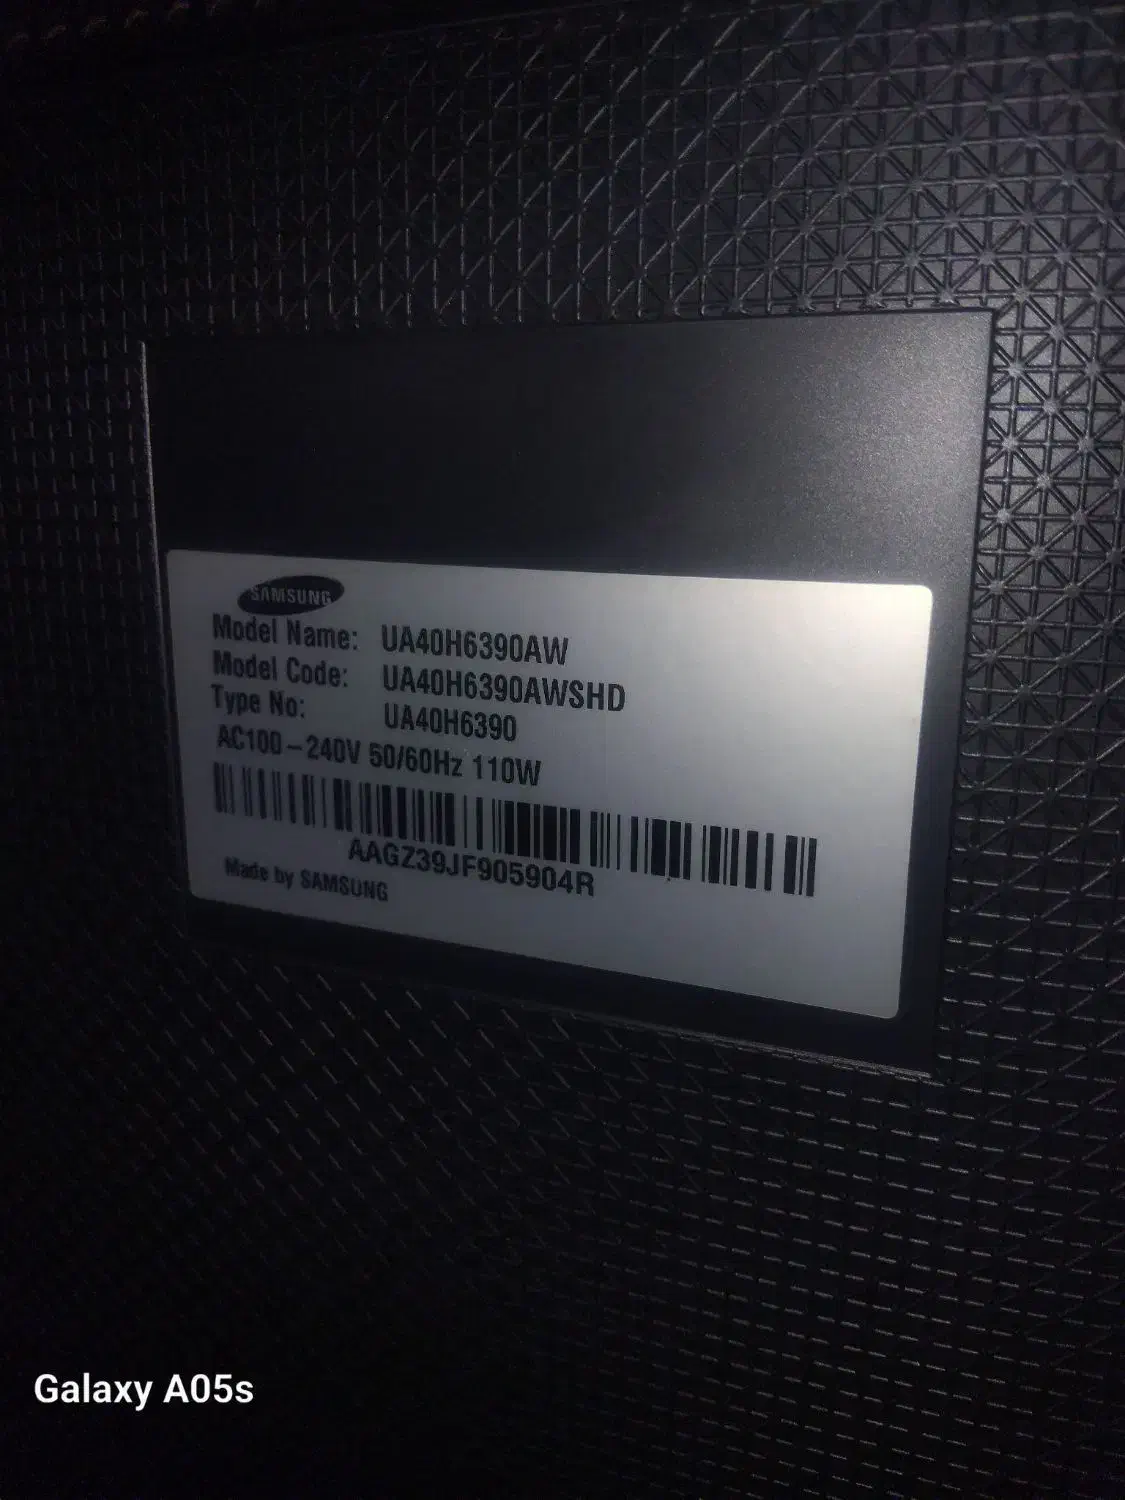 SAMSUNG
Model Name: UA40H6390AW
Model Code: UA40H6390AWSHD
Type No: UA40H6390
AC100-240V 50/60Hz 110W
AAGZ39JF905904R
Made by SAMSUNG
Galaxy A05s